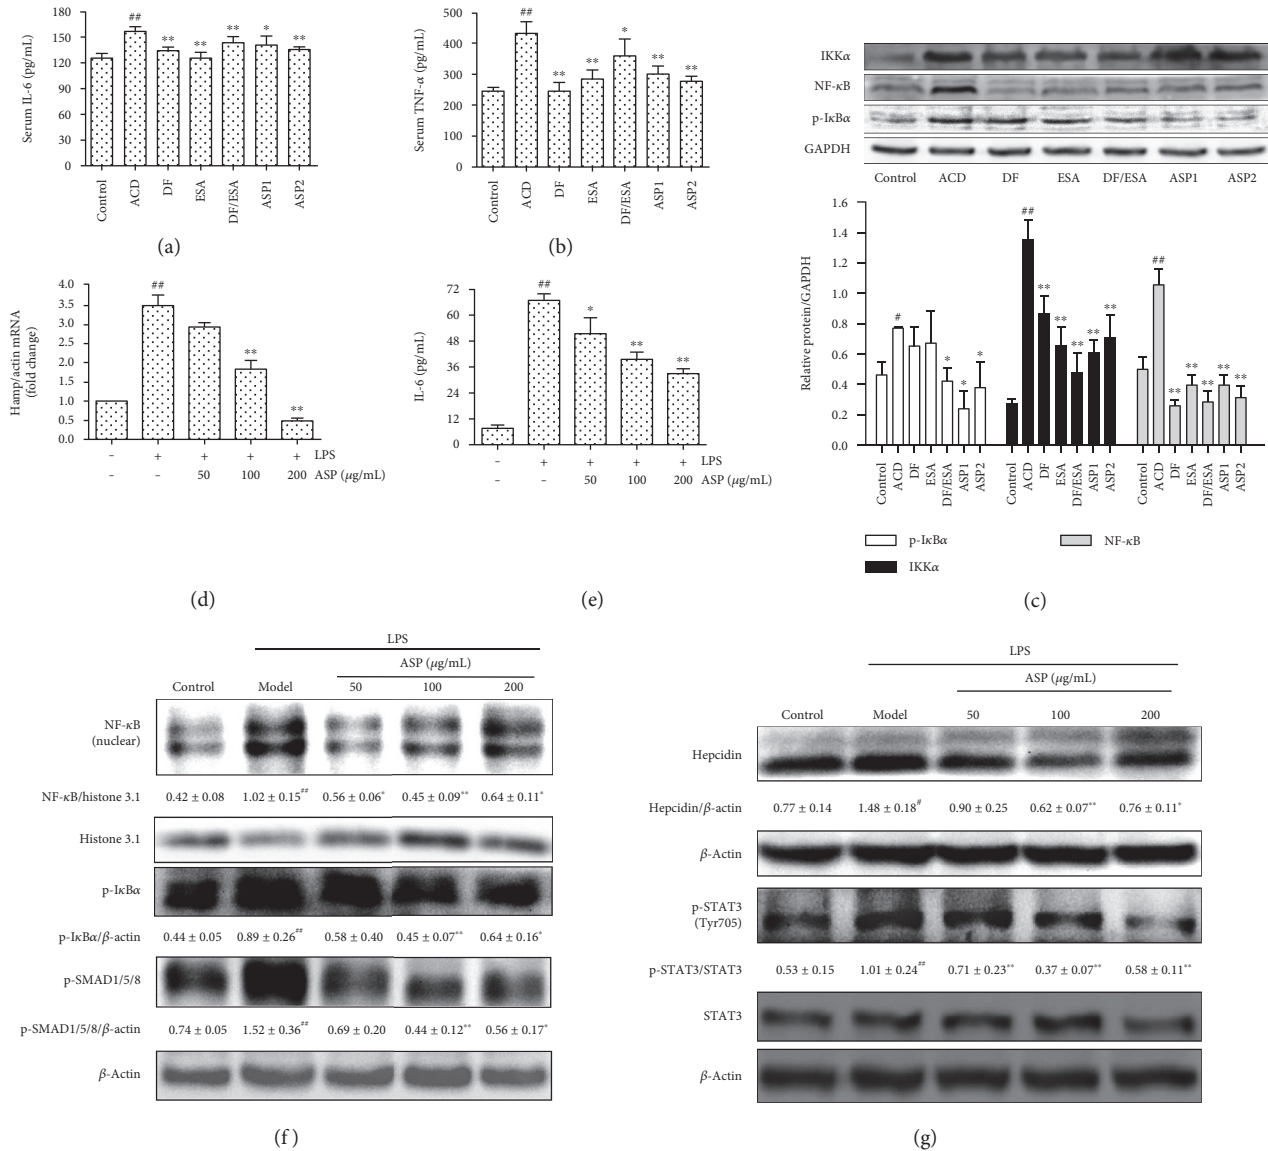 180
150
120
90
60
30
0
Serum IL-6 (pg/mL)
##
**
**
**
*
**
Control
ACD
DF
ESA
DF/ESA
ASP1
ASP2
(a)
500
400
300
200
100
0
Serum TNF-α (pg/mL)
##
**
**
*
**
**
Control
ACD
DF
ESA
DF/ESA
ASP1
ASP2
(b)
IKKα
NF-κB
p-IκBα
GAPDH
Control ACD DF ESA DF/ESA ASP1 ASP2
1.6
1.4
1.2
1.0
0.8
0.6
0.4
0.2
0.0
Relative protein/GAPDH
#
*
*
*
##
**
**
**
**
**
##
**
**
**
**
**
Control
ACD
DF
ESA
DF/ESA
ASP1
ASP2
Control
ACD
DF
ESA
DF/ESA
ASP1
ASP2
Control
ACD
DF
ESA
DF/ESA
ASP1
ASP2
p-IκBα
NF-κB
IKKα
(c)
4.0
3.5
3.0
2.5
2.0
1.5
1.0
0.5
0.0
Hamp/actin mRNA
(fold change)
##
**
**
– + + + + LPS
– – 50 100 200 ASP (μg/mL)
(d)
72
60
48
36
24
12
0
IL-6 (pg/mL)
##
*
**
**
– + + + + LPS
– – 50 100 200 ASP (μg/mL)
(e)
LPS
ASP (μg/mL)
Control Model 50 100 200
NF-κB
(nuclear)
NF-κB/histone 3.1 0.42 ± 0.08 1.02 ± 0.15## 0.56 ± 0.06* 0.45 ± 0.09** 0.64 ± 0.11*
Histone 3.1
p-IκBα
p-IκBα/β-actin 0.44 ± 0.05 0.89 ± 0.26## 0.58 ± 0.40 0.45 ± 0.07** 0.64 ± 0.16*
p-SMAD1/5/8
p-SMAD1/5/8/β-actin 0.74 ± 0.05 1.52 ± 0.36## 0.69 ± 0.20 0.44 ± 0.12** 0.56 ± 0.17*
β-Actin
(f)
LPS
ASP (μg/mL)
Control Model 50 100 200
Hepcidin
Hepcidin/β-actin 0.77 ± 0.14 1.48 ± 0.18# 0.90 ± 0.25 0.62 ± 0.07** 0.76 ± 0.11*
β-Actin
p-STAT3
(Tyr705)
p-STAT3/STAT3 0.53 ± 0.15 1.01 ± 0.24## 0.71 ± 0.23** 0.37 ± 0.07** 0.58 ± 0.11**
STAT3
β-Actin
(g)